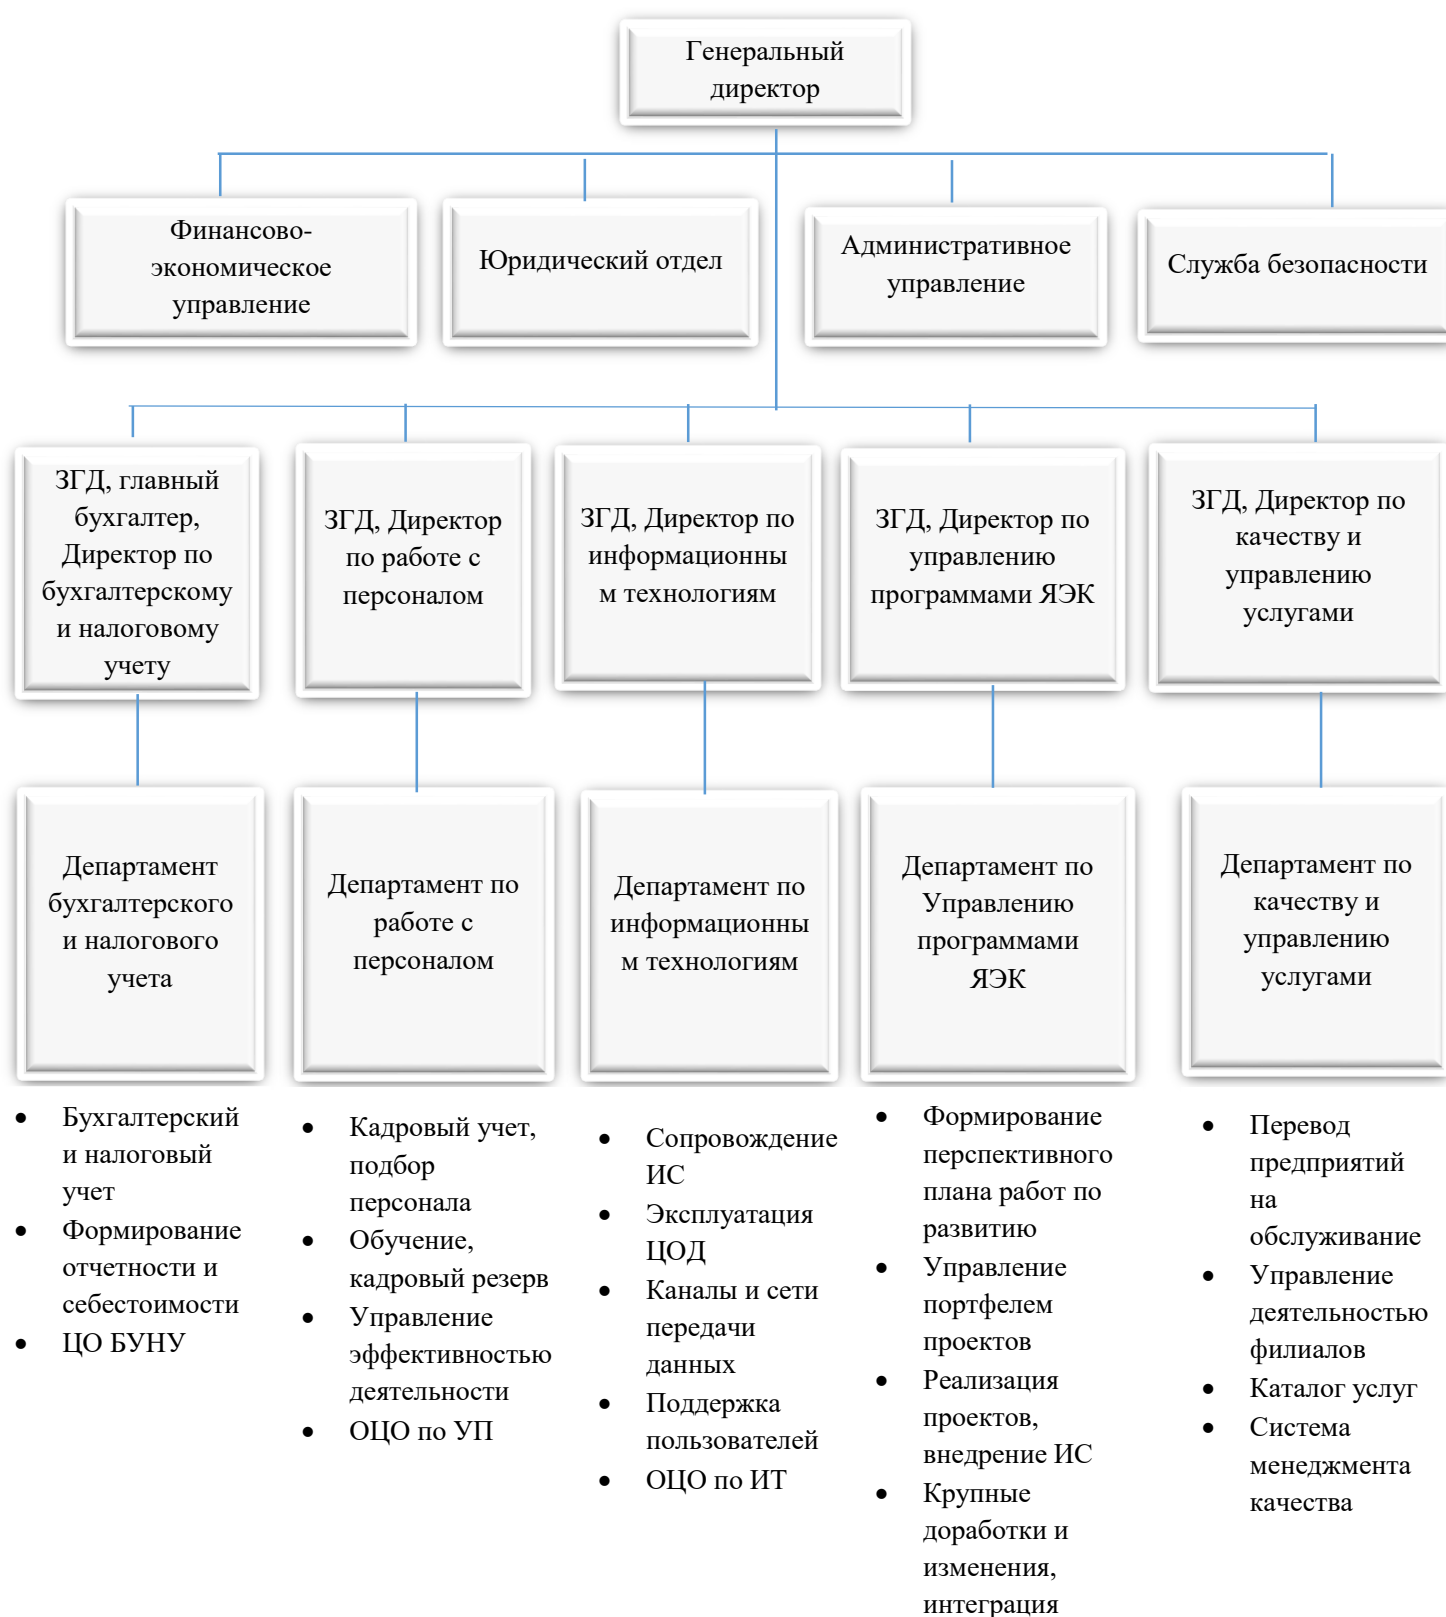 Генеральный
директор
Финансово-
экономическое
управление
Юридический отдел
Административное
управление
Служба безопасности
ЗГД, главный
бухгалтер,
Директор по
бухгалтерскому
и налоговому
учету
ЗГД, Директор
по работе с
персоналом
ЗГД, Директор по
информационны
м технологиям
ЗГД, Директор по
управлению
программами ЯЭК
ЗГД, Директор по
качеству и
управлению
услугами
Департамент
бухгалтерского
и налогового
учета
Департамент по
работе с
персоналом
Департамент по
информационны
м технологиям
Департамент по
Управлению
программами
ЯЭК
Департамент по
качеству и
управлению
услугами
• Бухгалтерский
и налоговый
учет
• Формирование
отчетности и
себестоимости
• ЦО БУНУ
• Кадровый учет,
подбор
персонала
• Обучение,
кадровый резерв
• Управление
эффективностью
деятельности
• ОЦО по УП
• Сопровождение
ИС
• Эксплуатация
ЦОД
• Каналы и сети
передачи
данных
• Поддержка
пользователей
• ОЦО по ИТ
• Формирование
перспективного
плана работ по
развитию
• Управление
портфелем
проектов
• Реализация
проектов,
внедрение ИС
• Крупные
доработки и
изменения,
интеграция
• Перевод
предприятий
на
обслуживание
• Управление
деятельностью
филиалов
• Каталог услуг
• Система
менеджмента
качества